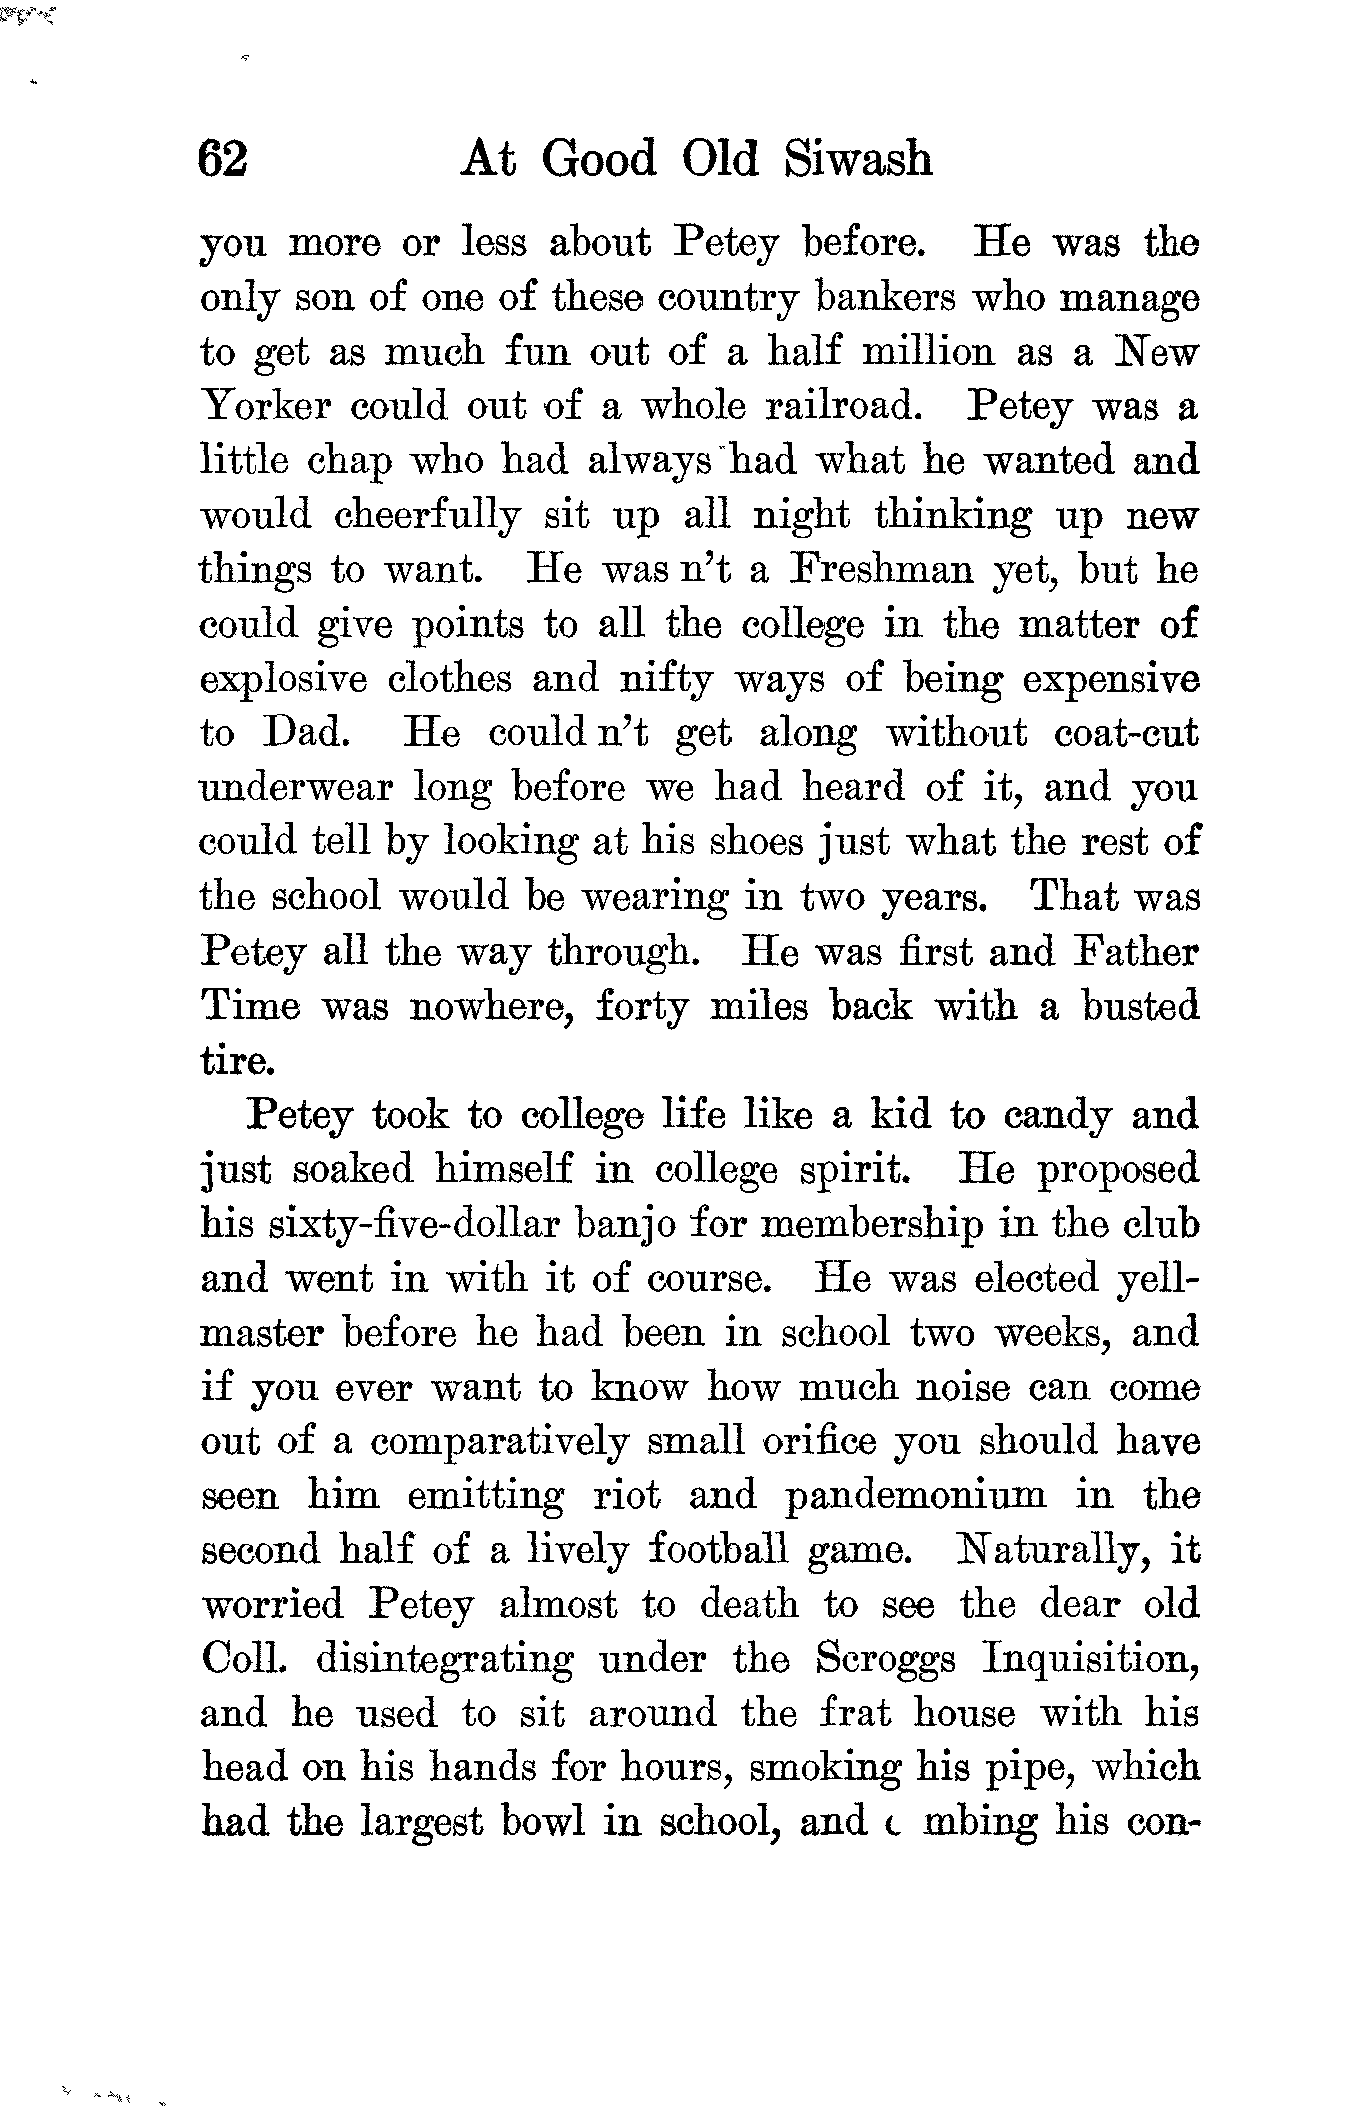 62 At Good Old Siwash
you more or less about Petey before. He was the
only son of one of these country bankers who manage
to get as much fun out of a half million as a New
Yorker could out of a whole railroad. Petey was a
little chap who had always had what he wanted and
would cheerfully sit up all night thinking up new
things to want. He was n't a Freshman yet, but he
could give points to all the college in the matter of
explosive clothes and nifty ways of being expensive
to Dad. He could n't get along without coat-cut
underwear long before we had heard of it, and you
could tell by looking at his shoes just what the rest of
the school would be wearing in two years. That was
Petey all the way through. He was first and Father
Time was nowhere, forty miles back with a busted
tire.
Petey took to college life like a kid to candy and
just soaked himself in college spirit. He proposed
his sixty-five-dollar banjo for membership in the club
and went in with it of course. He was elected yell-
master before he had been in school two weeks, and
if you ever want to know how much noise can come
out of a comparatively small orifice you should have
seen him emitting riot and pandemonium in the
second half of a lively football game. Naturally, it
worried Petey almost to death to see the dear old
Coll. disintegrating under the Scroggs Inquisition,
and he used to sit around the frat house with his
head on his hands for hours, smoking his pipe, which
had the largest bowl in school, and his con-